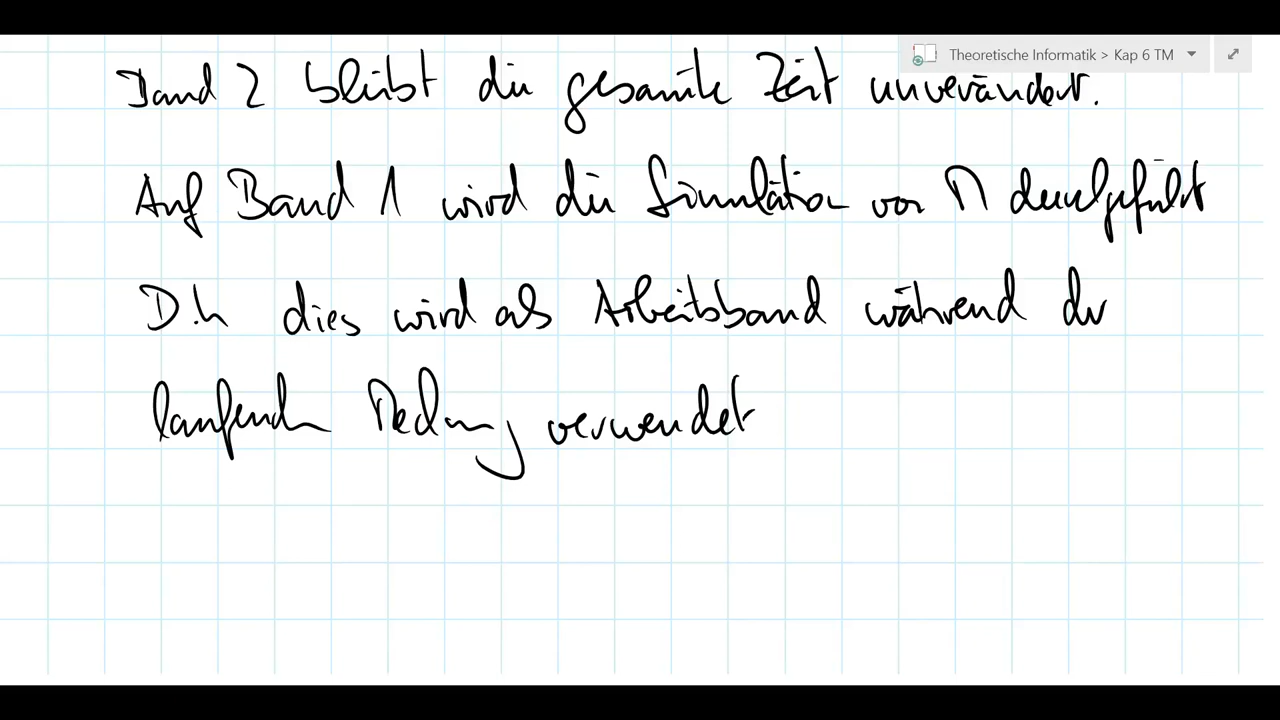 Theoretische Informatik > Kap 6 TM
Band 2 bleibt die gesamte Zeit unverändert.
Auf Band 1 wird die Simulation von M durchgeführt
D.h dies wird als Arbeitsband während der
laufenden Rechnung verwendet